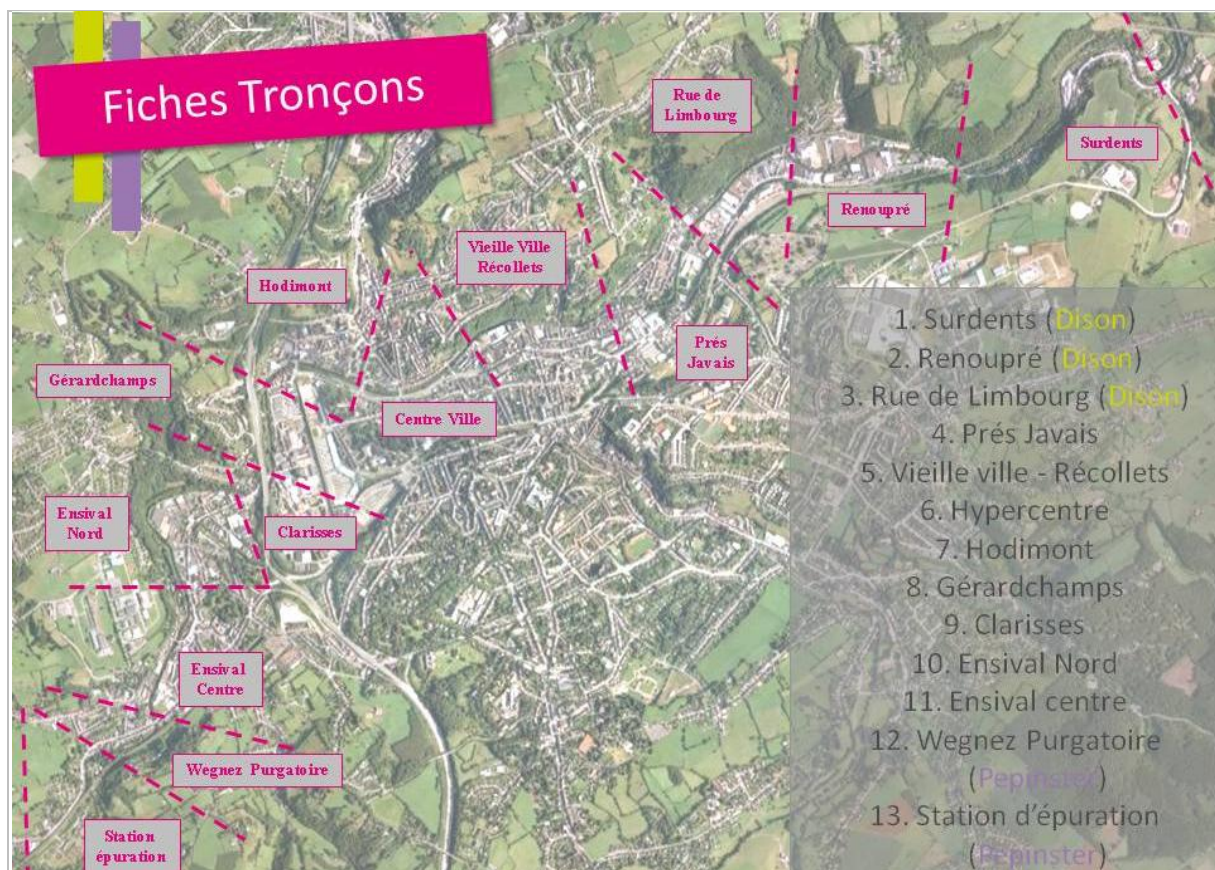 Fiches Tronçons
Rue de
Limbourg
Surdents
Renoupré
Vieille Ville
Récollets
Hodimont
Prés
Javais
Gérardchamps
Centre Ville
Ensival
Nord
Clarisses
Ensival
Centre
Wegnez Purgatoire
Station
épuration
1. Surdents (Dison)
2. Renoupré (Dison)
3. Rue de Limbourg (Dison)
4. Prés Javais
5. Vieille ville - Récollets
6. Hypercentre
7. Hodimont
8. Gérardchamps
9. Clarisses
10. Ensival Nord
11. Ensival centre
12. Wegnez Purgatoire
(Pepinster)
13. Station d'épuration
(Pepinster)